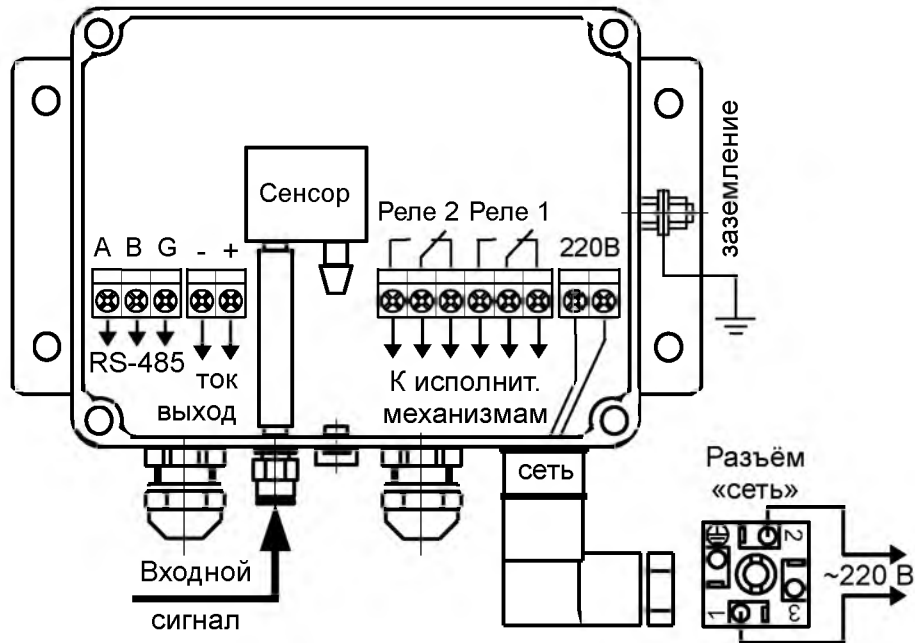 Сенсор
Реле 2 Реле 1
заземление
A B G - +
220В
RS-485
ток
выход
К исполнит.
механизмам
сеть
Разъём
«сеть»
2
~220 В
1
3
Входной
сигнал